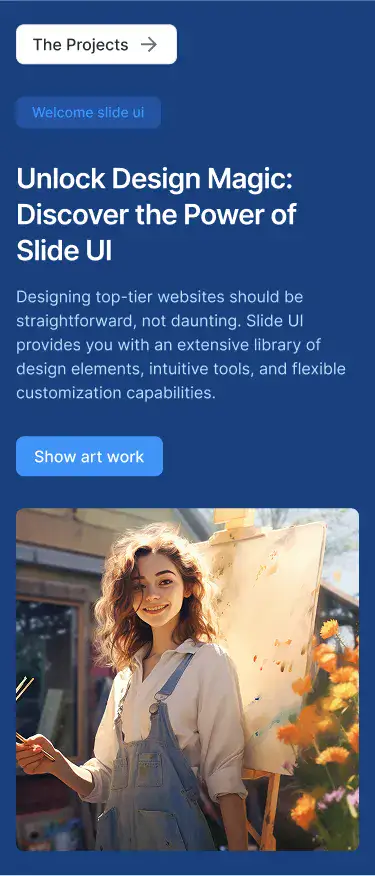 The Projects
Welcome slide ui
Unlock Design Magic:
Discover the Power of
Slide UI
Designing top-tier websites should be
straightforward, not daunting. Slide UI
provides you with an extensive library of
design elements, intuitive tools, and flexible
customization capabilities.
Show art work